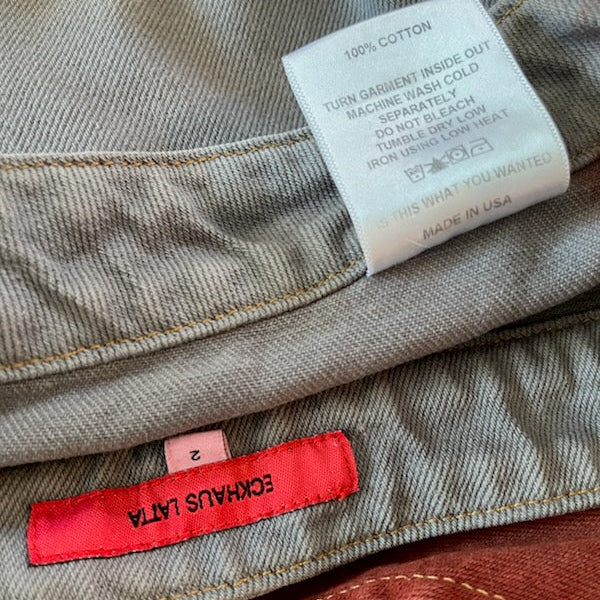 100% COTTON
TURN GARMENT INSIDE OUT
MACHINE WASH COLD
SEPARATELY
DO NOT BLEACH
TUMBLE DRY LOW
IRON USING LOW HEAT
IS THIS WHAT YOU WANTED
MADE IN USA
2
ECKHAUS LATTA